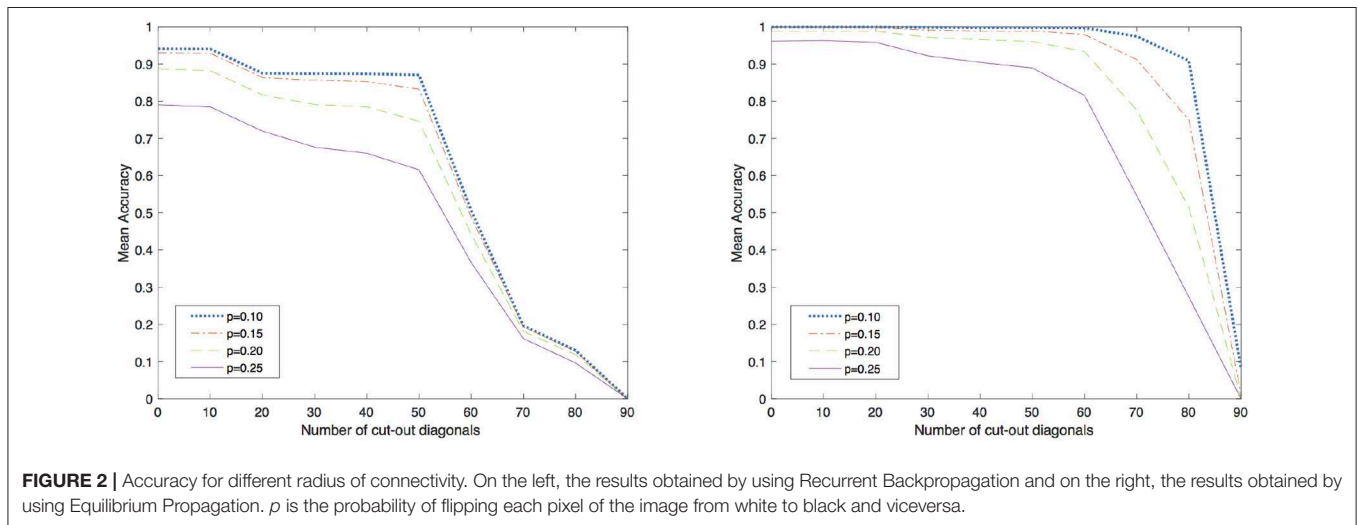 1
0.9
0.8
0.7
0.6
0.5
0.4
0.3
0.2
0.1
0
Mean Accuracy
p=0.10
p=0.15
p=0.20
p=0.25
0 10 20 30 40 50 60 70 80 90
Number of cut-out diagonals
1
0.9
0.8
0.7
0.6
0.5
0.4
0.3
0.2
0.1
0
Mean Accuracy
p=0.10
p=0.15
p=0.20
p=0.25
0 10 20 30 40 50 60 70 80 90
Number of cut-out diagonals
FIGURE 2 | Accuracy for different radius of connectivity. On the left, the results obtained by using Recurrent Backpropagation and on the right, the results obtained by
using Equilibrium Propagation. p is the probability of flipping each pixel of the image from white to black and viceversa.